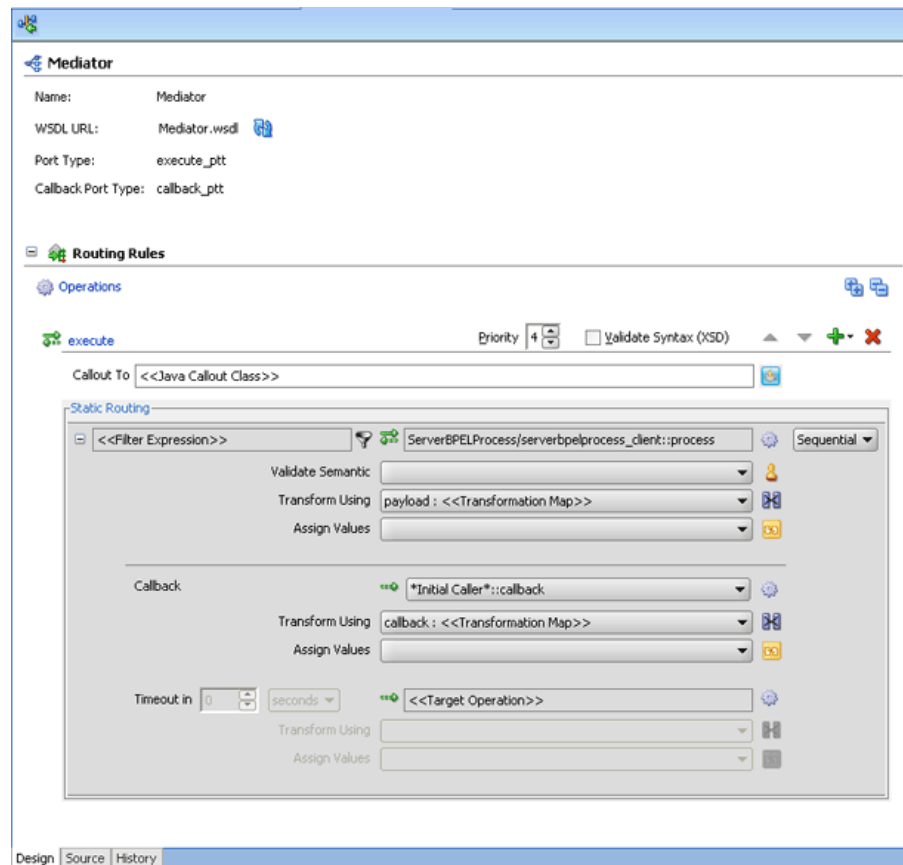 Mediator
Name: Mediator
WSDL URL: Mediator.wsdl
Port Type: execute_ptt
Callback Port Type: callback_ptt
Routing Rules
Operations
execute Priority 4 Validate Syntax (XSD)
Callout To <<Java Callout Class>>
Static Routing
<<Filter Expression>> ServerBPELProcess/serverbpelprocess_client::process Sequential
Validate Semantic
Transform Using payload : <<Transformation Map>>
Assign Values
Callback *Initial Caller*::callback
Transform Using callback : <<Transformation Map>>
Assign Values
Timeout in 0 seconds <<Target Operation>>
Transform Using
Assign Values
Design Source History